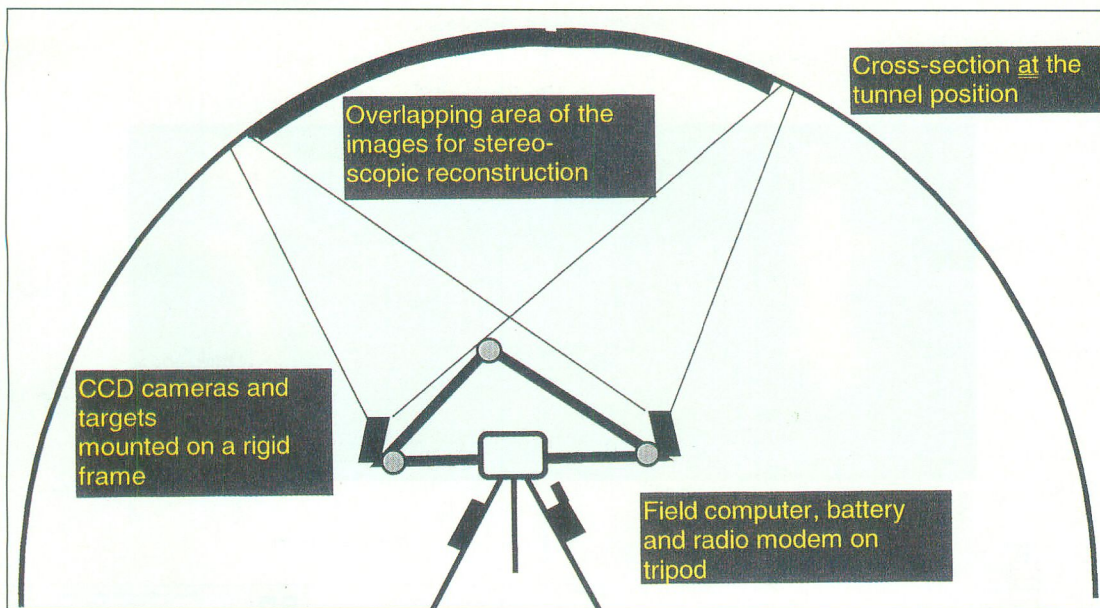 Cross-section at the
tunnel position
Overlapping area of the
images for stereo-
scopic reconstruction
CCD cameras and
targets
mounted on a rigid
frame
Field computer, battery
and radio modem on
tripod